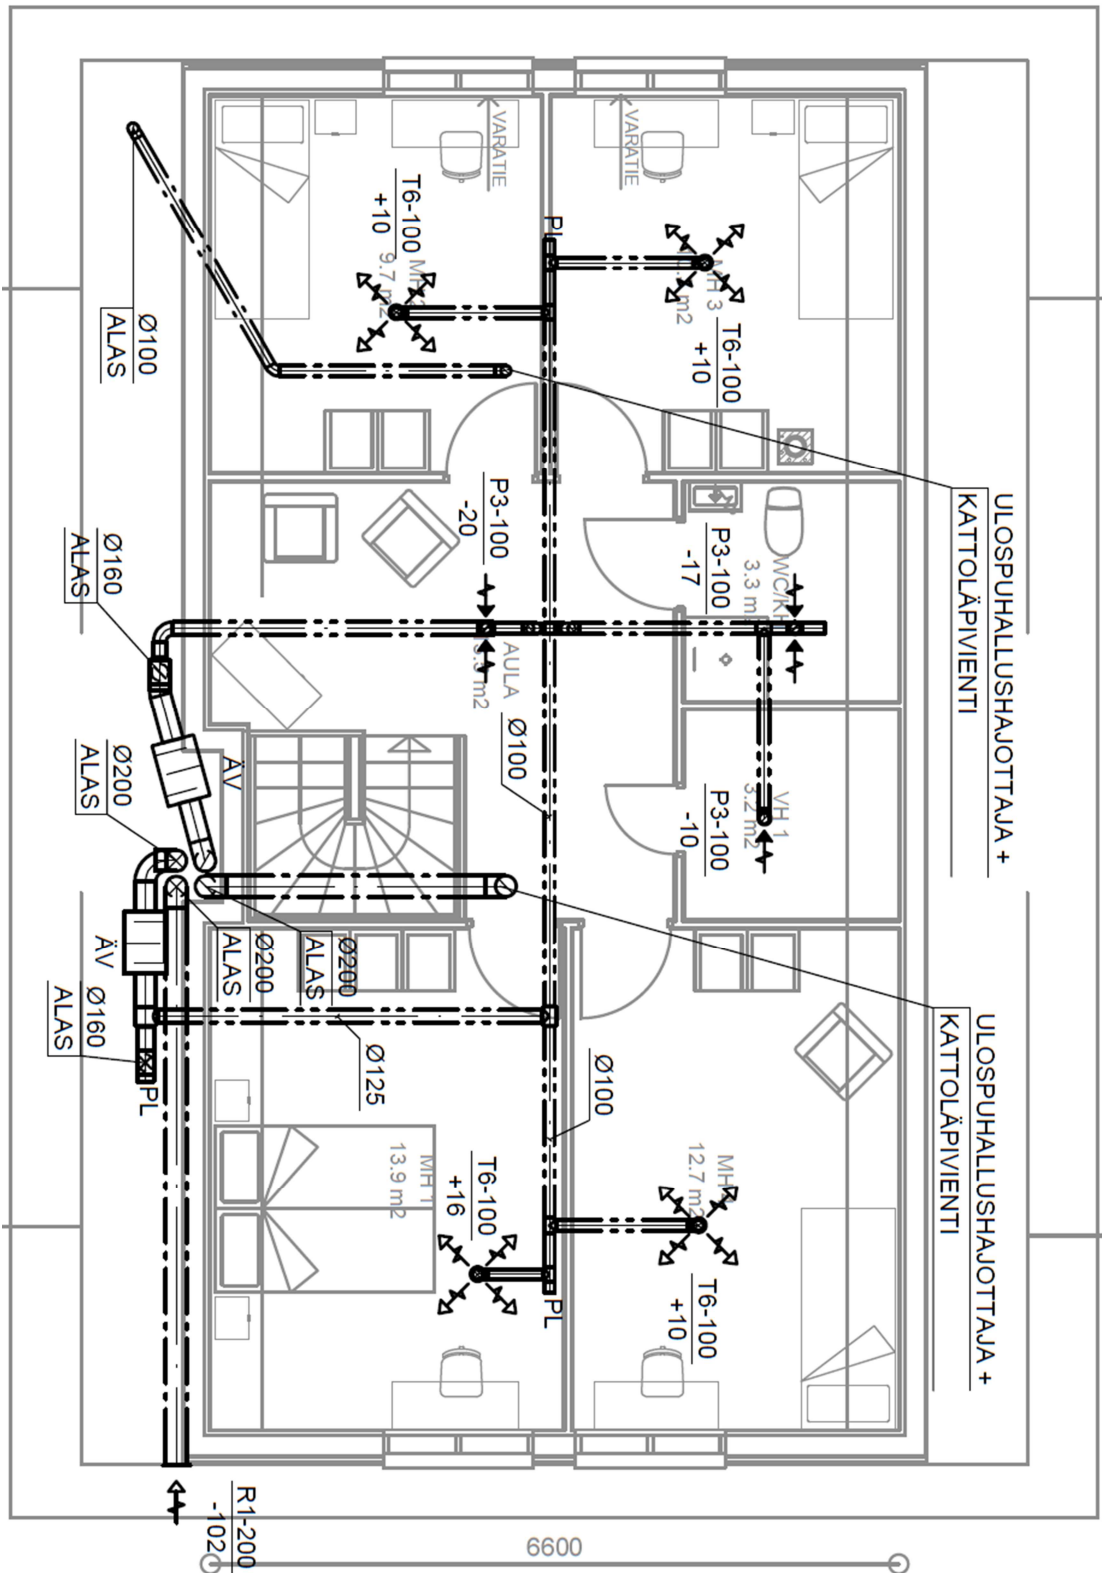 VARATIE
VARATIE
PL
T6-100
+10
9.7 m2
MH 3
m2
T6-100
+10
Ø100
ALAS
ULOSPUHALLUSHAJOTTAJA +
KATTOLÄPIVIENTI
P3-100
-20
P3-100
-17
WC/KH
3.3 m2
Ø160
ALAS
AULA
m2
Ø100
Ø200
ALAS
ÄV
VH 1
3.2 m2
P3-100
-10
Ø200
ALAS
Ø200
ALAS
ÄV
Ø160
ALAS
PL
Ø125
Ø100
ULOSPUHALLUSHAJOTTAJA +
KATTOLÄPIVIENTI
MH 1
13.9 m2
T6-100
+16
MH
12.7 m2
T6-100
+10
PL
R1-200
-102
6600